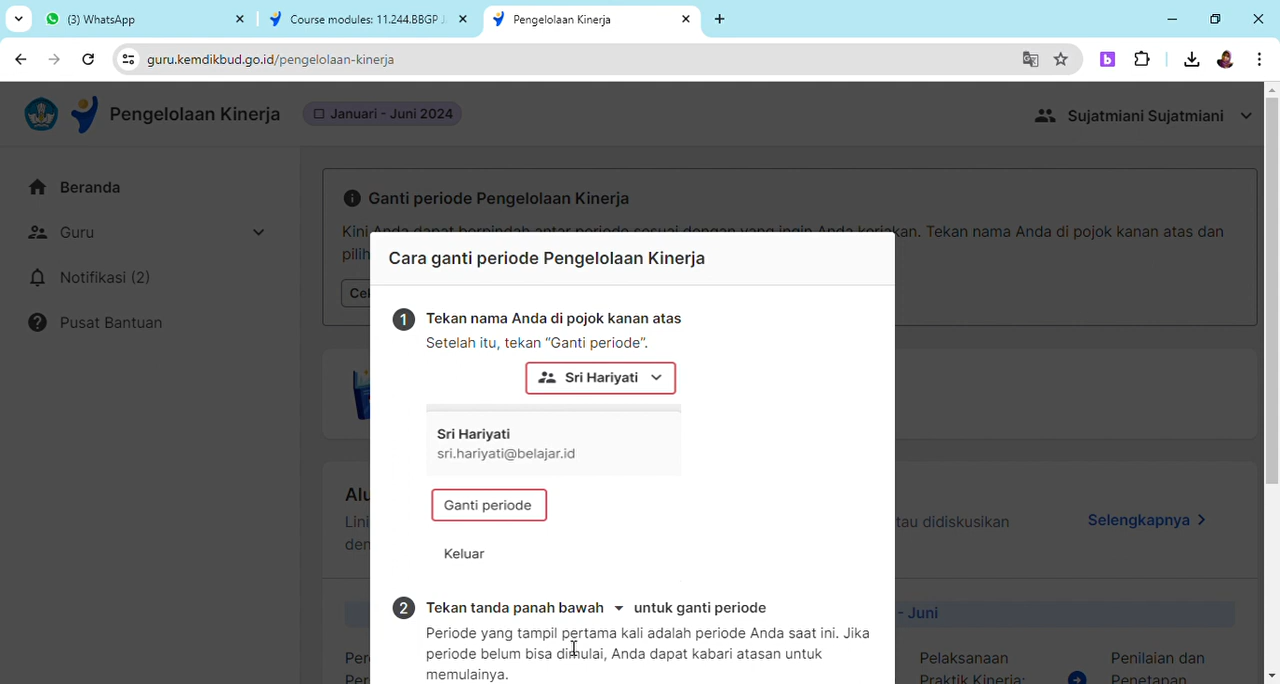 (3) WhatsApp
Course modules: 11.244.BBGP J
Pengelolaan Kinerja
guru.kemdikbud.go.id/pengelolaan-kinerja
Pengelolaan Kinerja
Januari - Juni 2024
Sujatmiani Sujatmiani
Beranda
Guru
Notifikasi (2)
Pusat Bantuan
Ganti periode Pengelolaan Kinerja
Kini Anda dapat berpindah antar periode sesuai dengan yang ingin Anda kerjakan. Tekan nama Anda di pojok kanan atas dan
pilih
Cara ganti periode Pengelolaan Kinerja
1 Tekan nama Anda di pojok kanan atas
Setelah itu, tekan “Ganti periode”.
Sri Hariyati
Sri Hariyati
sri.hariyati@belajar.id
Ganti periode
Keluar
2 Tekan tanda panah bawah untuk ganti periode
Periode yang tampil pertama kali adalah periode Anda saat ini. Jika
periode belum bisa dimulai, Anda dapat kabari atasan untuk
memulainya.
tau didiskusikan
Selengkapnya
- Juni
Pelaksanaan
Praktik Kinerja:
Penilaian dan
Penetapan